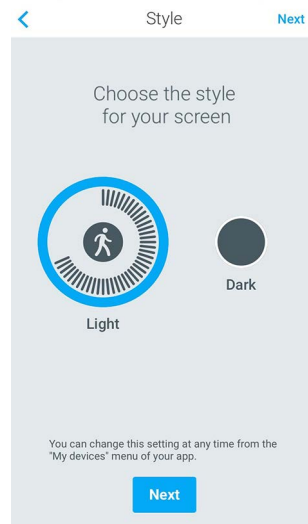 Style
Next
Choose the style
for your screen
Light
Dark
You can change this setting at any time from the
"My devices" menu of your app.
Next